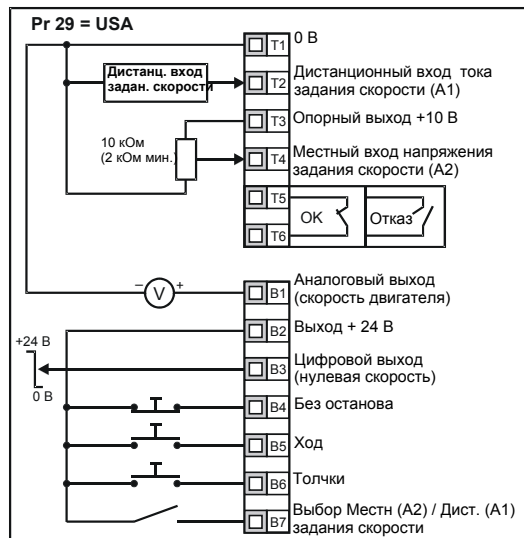 Pr 29 = USA
T1 0 В
Дистанц. вход
задан. скорости
T2 Дистанционный вход тока
задания скорости (A1)
T3 Опорный выход +10 В
10 кОм
(2 кОм мин.)
T4 Местный вход напряжения
задания скорости (A2)
T5
OK Отказ
T6
– V +
B1 Аналоговый выход
(скорость двигателя)
B2 Выход + 24 В
+24 В
0 В
B3 Цифровой выход
(нулевая скорость)
B4 Без останова
B5 Ход
B6 Толчки
B7 Выбор Местн (A2) / Дист. (A1)
задания скорости